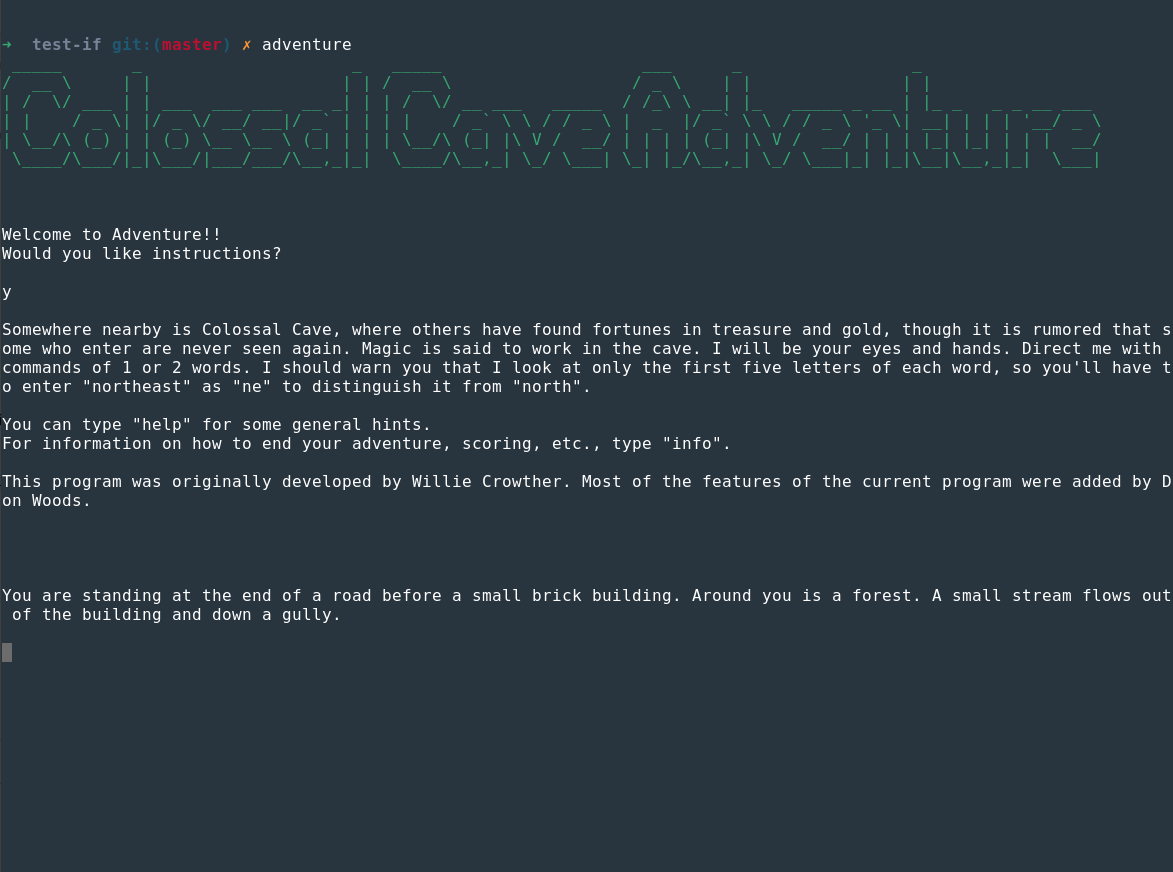 ➜  test-if git:(master) ✗ adventure
Colossal Cave Adventure
Welcome to Adventure!!
Would you like instructions?
y
Somewhere nearby is Colossal Cave, where others have found fortunes in treasure and gold, though it is rumored that s
ome who enter are never seen again. Magic is said to work in the cave. I will be your eyes and hands. Direct me with
commands of 1 or 2 words. I should warn you that I look at only the first five letters of each word, so you'll have t
o enter "northeast" as "ne" to distinguish it from "north".
You can type "help" for some general hints.
For information on how to end your adventure, scoring, etc., type "info".
This program was originally developed by Willie Crowther. Most of the features of the current program were added by D
on Woods.
You are standing at the end of a road before a small brick building. Around you is a forest. A small stream flows out
of the building and down a gully.